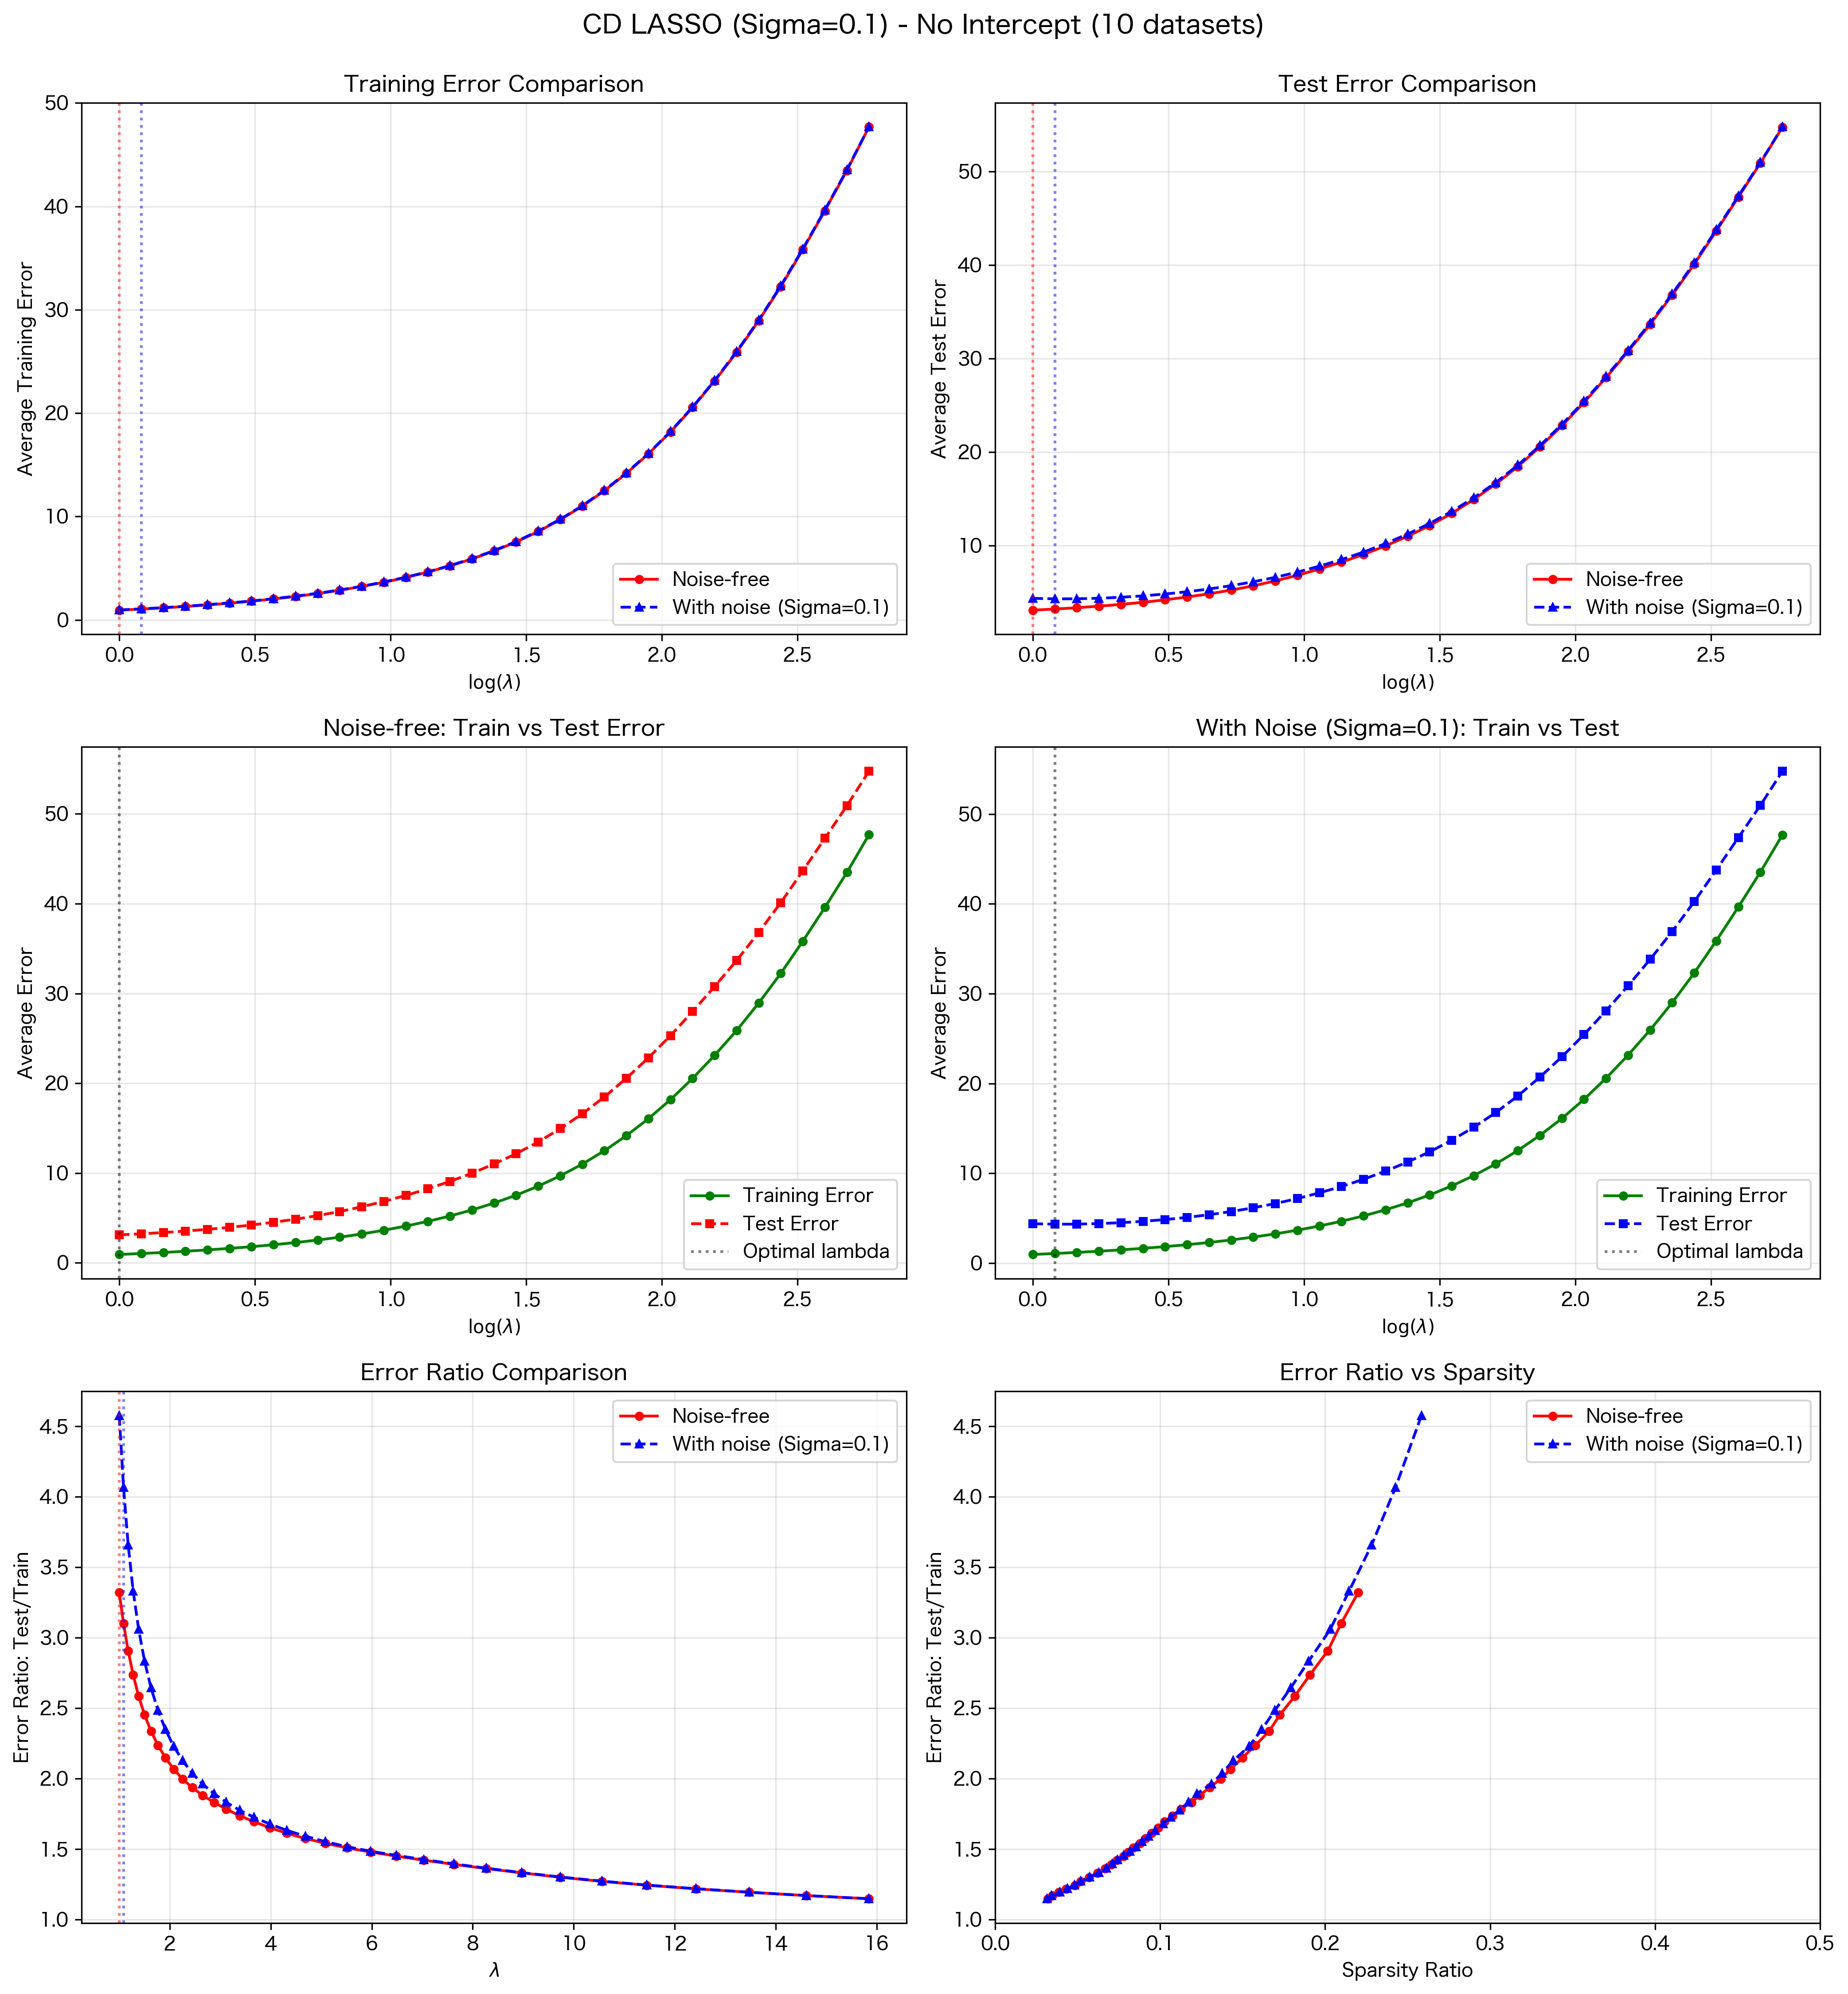 CD LASSO (Sigma=0.1) - No Intercept (10 datasets)
Training Error Comparison
Average Training Error
50
40
30
20
10
0
0.0 0.5 1.0 1.5 2.0 2.5
log(λ)
Noise-free
With noise (Sigma=0.1)
Test Error Comparison
Average Test Error
50
40
30
20
10
0.0 0.5 1.0 1.5 2.0 2.5
log(λ)
Noise-free
With noise (Sigma=0.1)
Noise-free: Train vs Test Error
Average Error
50
40
30
20
10
0
0.0 0.5 1.0 1.5 2.0 2.5
log(λ)
Training Error
Test Error
Optimal lambda
With Noise (Sigma=0.1): Train vs Test
Average Error
50
40
30
20
10
0
0.0 0.5 1.0 1.5 2.0 2.5
log(λ)
Training Error
Test Error
Optimal lambda
Error Ratio Comparison
Error Ratio: Test/Train
4.5
4.0
3.5
3.0
2.5
2.0
1.5
1.0
2 4 6 8 10 12 14 16
λ
Noise-free
With noise (Sigma=0.1)
Error Ratio vs Sparsity
Error Ratio: Test/Train
4.5
4.0
3.5
3.0
2.5
2.0
1.5
1.0
0.0 0.1 0.2 0.3 0.4 0.5
Sparsity Ratio
Noise-free
With noise (Sigma=0.1)